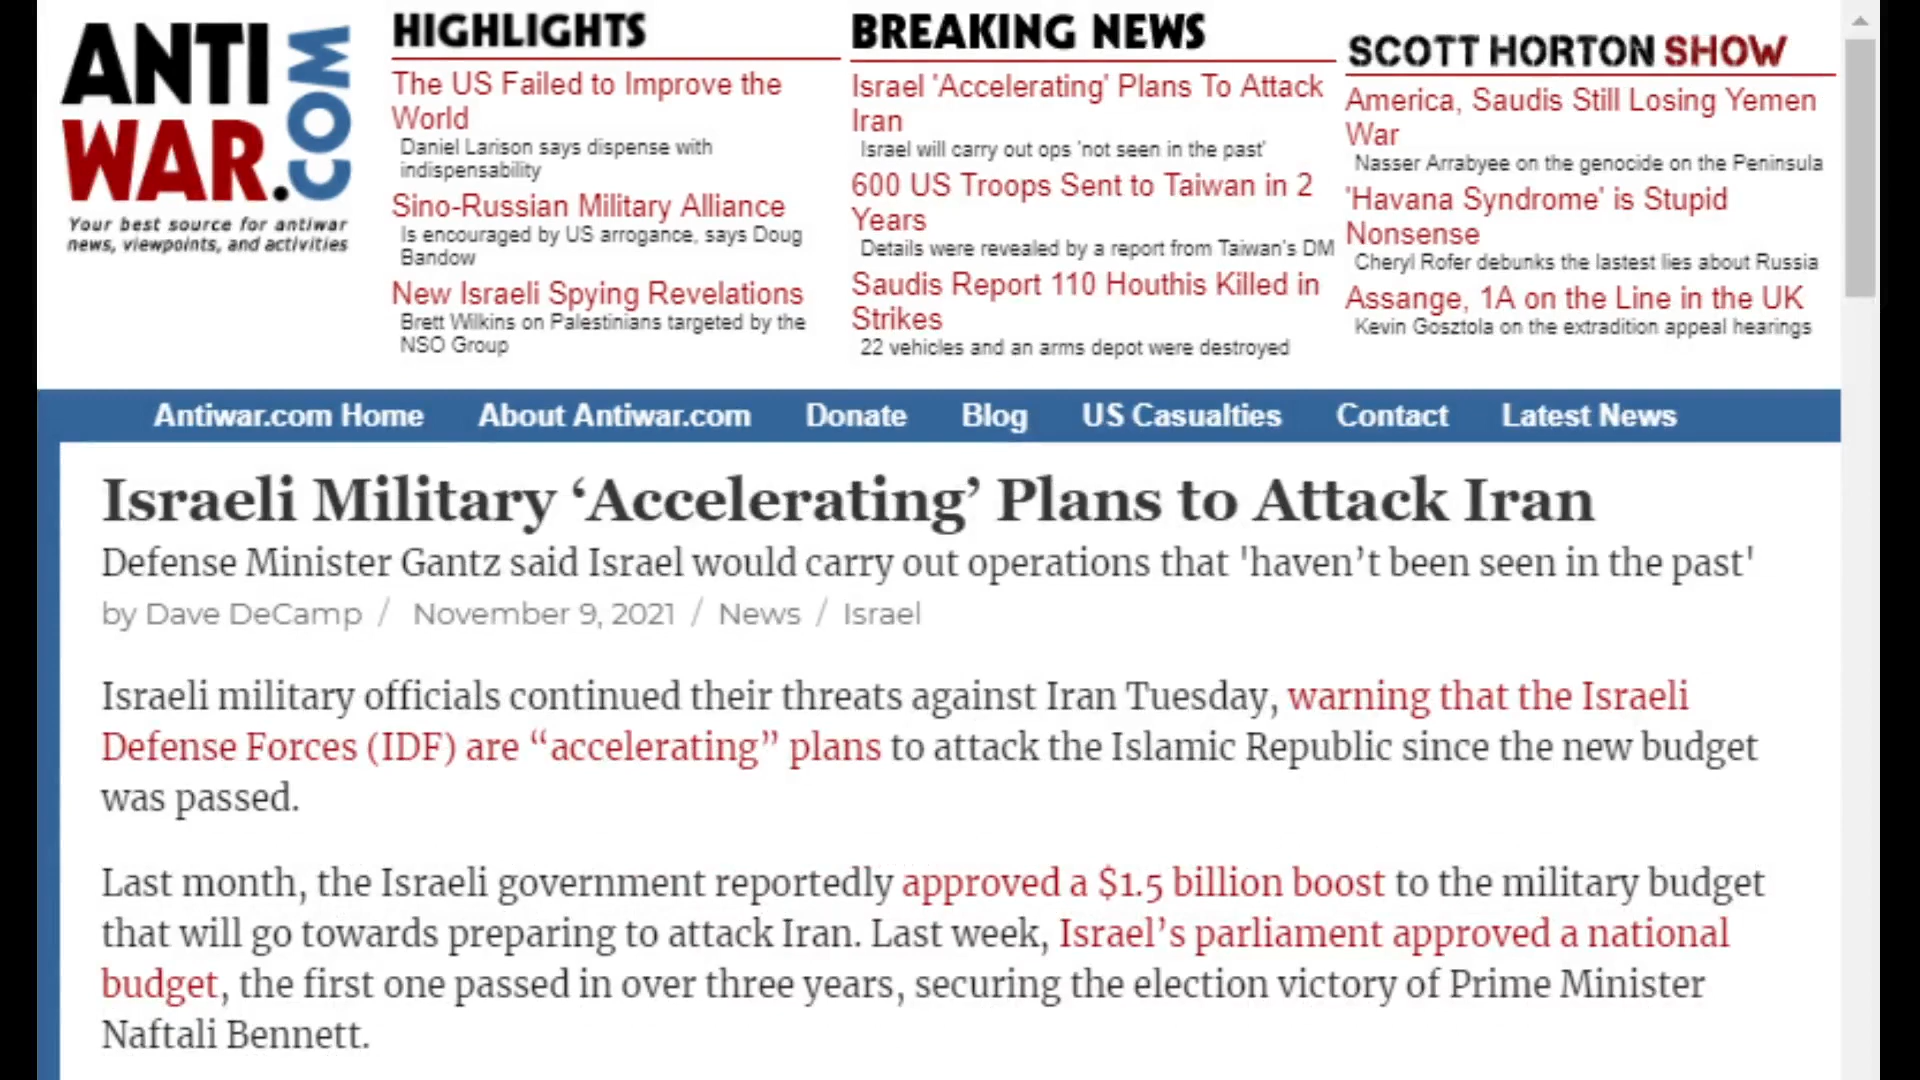 ANTI
WAR.COM
Your best source for antiwar
news, viewpoints, and activities
HIGHLIGHTS
The US Failed to Improve the
World
Daniel Larison says dispense with
indispensability
Sino-Russian Military Alliance
Is encouraged by US arrogance, says Doug
Bandow
New Israeli Spying Revelations
Brett Wilkins on Palestinians targeted by the
NSO Group
BREAKING NEWS
Israel 'Accelerating' Plans To Attack
Iran
Israel will carry out ops 'not seen in the past'
600 US Troops Sent to Taiwan in 2
Years
Details were revealed by a report from Taiwan's DM
Saudis Report 110 Houthis Killed in
Strikes
22 vehicles and an arms depot were destroyed
SCOTT HORTON SHOW
America, Saudis Still Losing Yemen
War
Nasser Arrabyee on the genocide on the Peninsula
'Havana Syndrome' is Stupid
Nonsense
Cheryl Rofer debunks the lastest lies about Russia
Assange, 1A on the Line in the UK
Kevin Gosztola on the extradition appeal hearings
Antiwar.com Home About Antiwar.com Donate Blog US Casualties Contact Latest News
Israeli Military ‘Accelerating’ Plans to Attack Iran
Defense Minister Gantz said Israel would carry out operations that 'haven’t been seen in the past'
by Dave DeCamp / November 9, 2021 / News / Israel
Israeli military officials continued their threats against Iran Tuesday, warning that the Israeli
Defense Forces (IDF) are “accelerating” plans to attack the Islamic Republic since the new budget
was passed.
Last month, the Israeli government reportedly approved a $1.5 billion boost to the military budget
that will go towards preparing to attack Iran. Last week, Israel’s parliament approved a national
budget, the first one passed in over three years, securing the election victory of Prime Minister
Naftali Bennett.